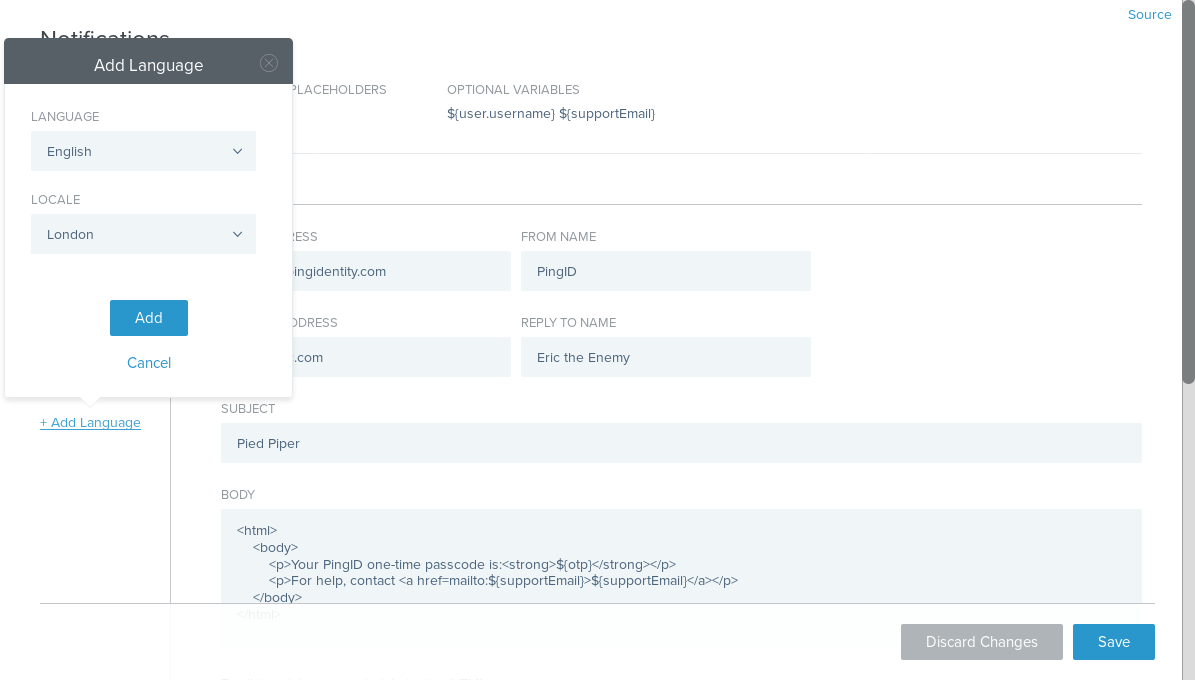 Source
Notifications
Add Language
PLACEHOLDERS
OPTIONAL VARIABLES
${user.username} ${supportEmail}
LANGUAGE
English
LOCALE
London
Add
Cancel
FROM NAME
pingidentity.com
PingID
REPLY TO NAME
.com
Eric the Enemy
+ Add Language
SUBJECT
Pied Piper
BODY
<html>
<body>
<p>Your PingID one-time passcode is:<strong>${otp}</strong></p>
<p>For help, contact <a href=mailto:${supportEmail}>${supportEmail}</a></p>
</body>
</html>
Discard Changes
Save